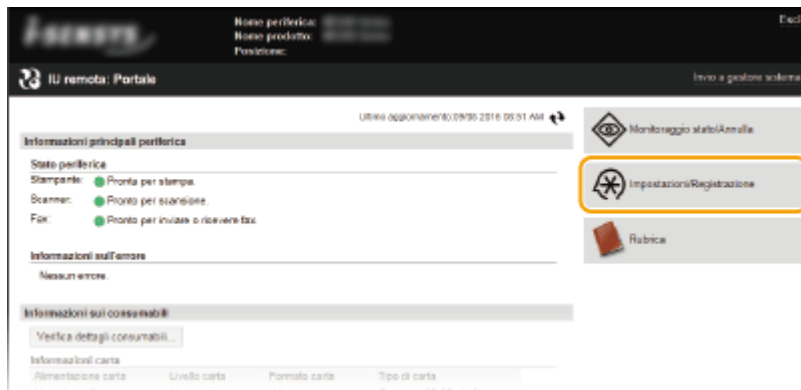 i-SENSYS
Nome periferica:
Nome prodotto:
Posizione:
Esci
IU remota: Portale
Invio a gestore sistema
Ultimo aggiornamento:09/06 2016 08:51 AM
Informazioni principali periferica
Stato periferica
Stampante: Pronta per stampa.
Scanner: Pronto per scansione.
Fax: Pronto per inviare o ricevere fax.
Informazioni sull'errore
Nessun errore.
Informazioni sui consumabili
Verifica dettagli consumabili...
Informazioni carta
Alimentazione carta Livello carta Formato carta Tipo di carta
Monitoraggio stato/Annulla
Impostazioni/Registrazione
Rubrica